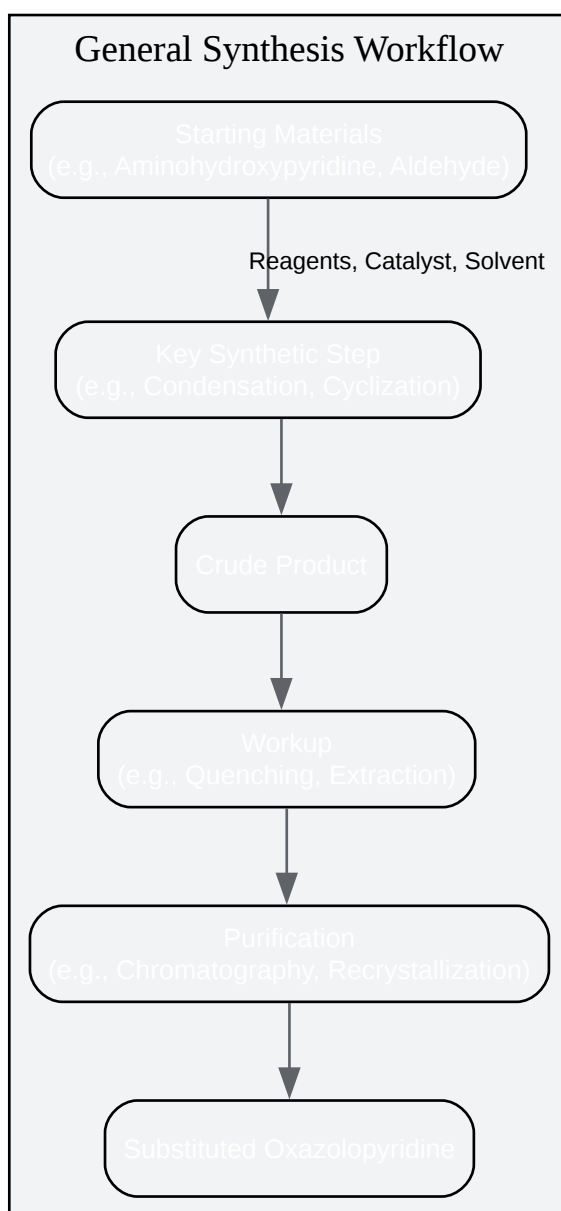 General Synthesis Workflow
Starting Materials
(e.g., Aminohydroxypyridine, Aldehyde)
Reagents, Catalyst, Solvent
Key Synthetic Step
(e.g., Condensation, Cyclization)
Crude Product
Workup
(e.g., Quenching, Extraction)
Purification
(e.g., Chromatography, Recrystallization)
Substituted Oxazolopyridine